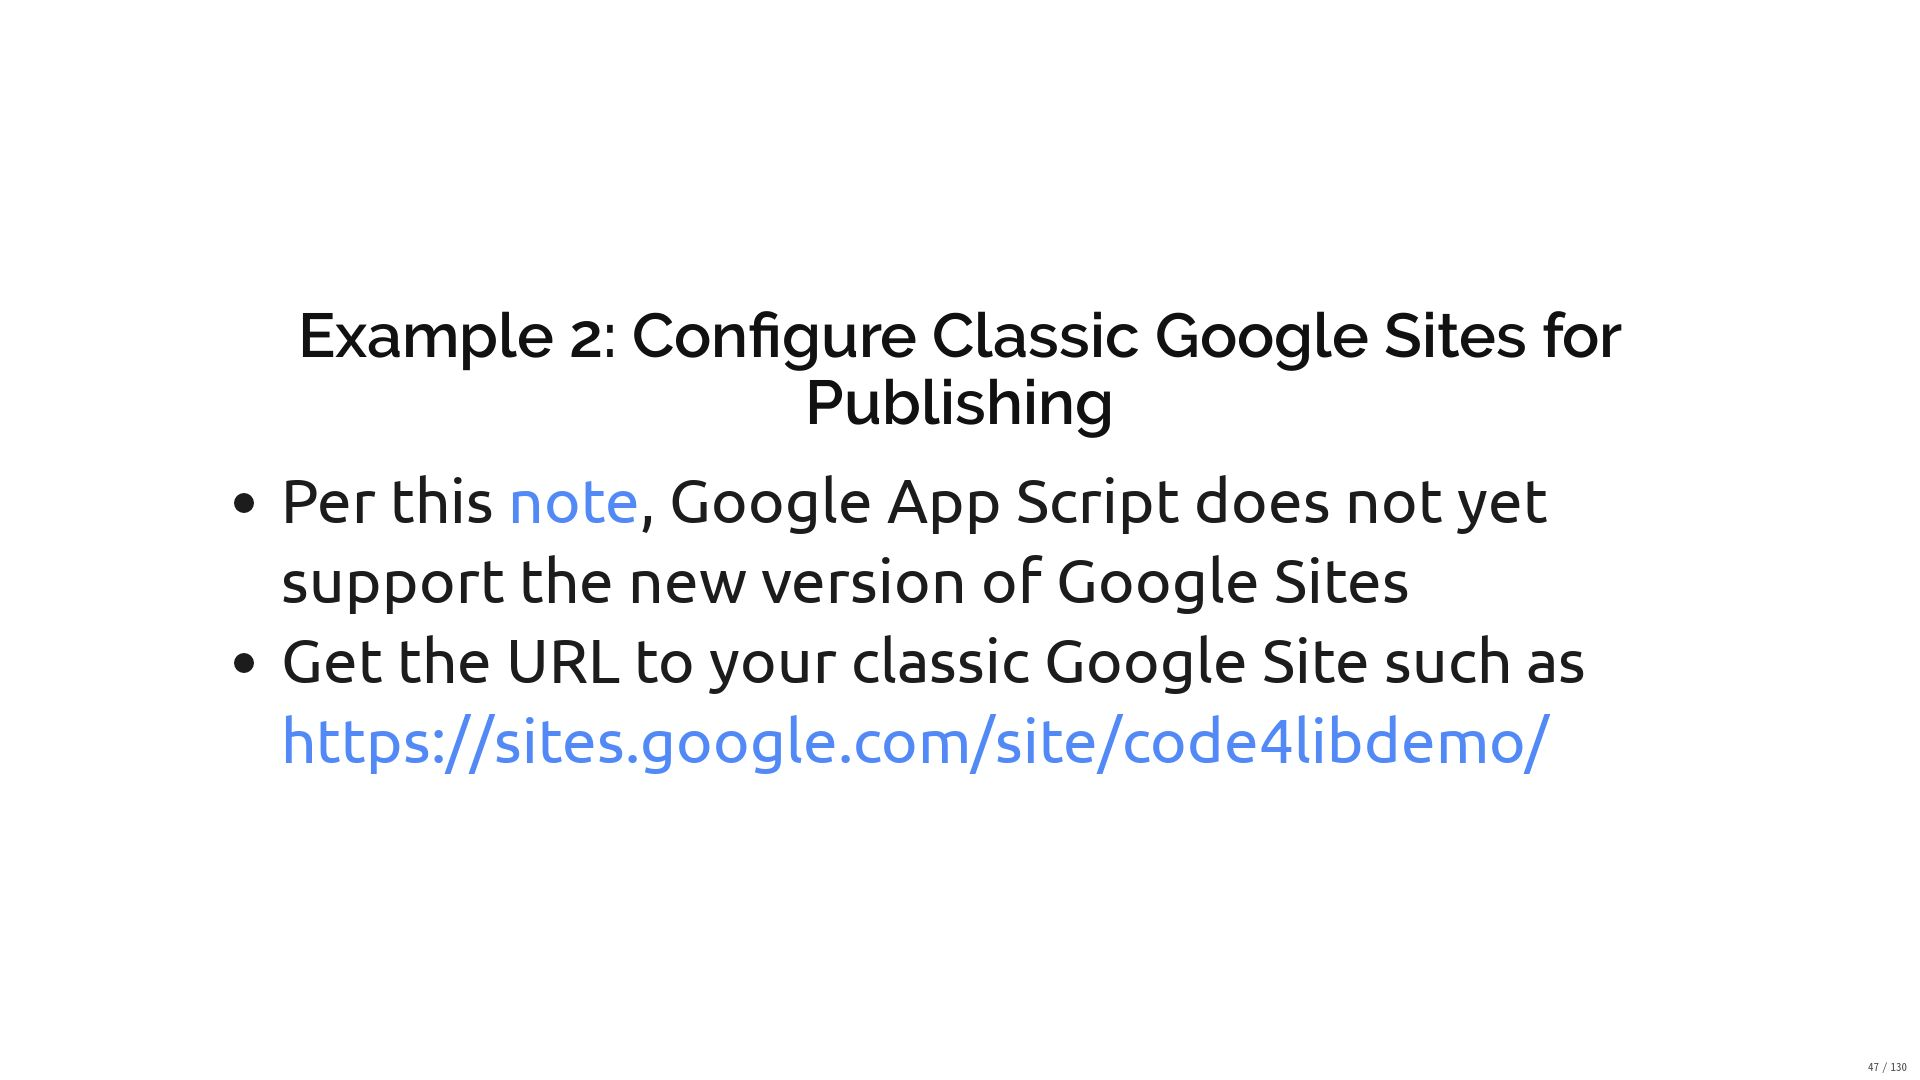 Example 2: Configure Classic Google Sites for
Publishing
• Per this note, Google App Script does not yet
support the new version of Google Sites
• Get the URL to your classic Google Site such as
https://sites.google.com/site/code4libdemo/
47 / 130